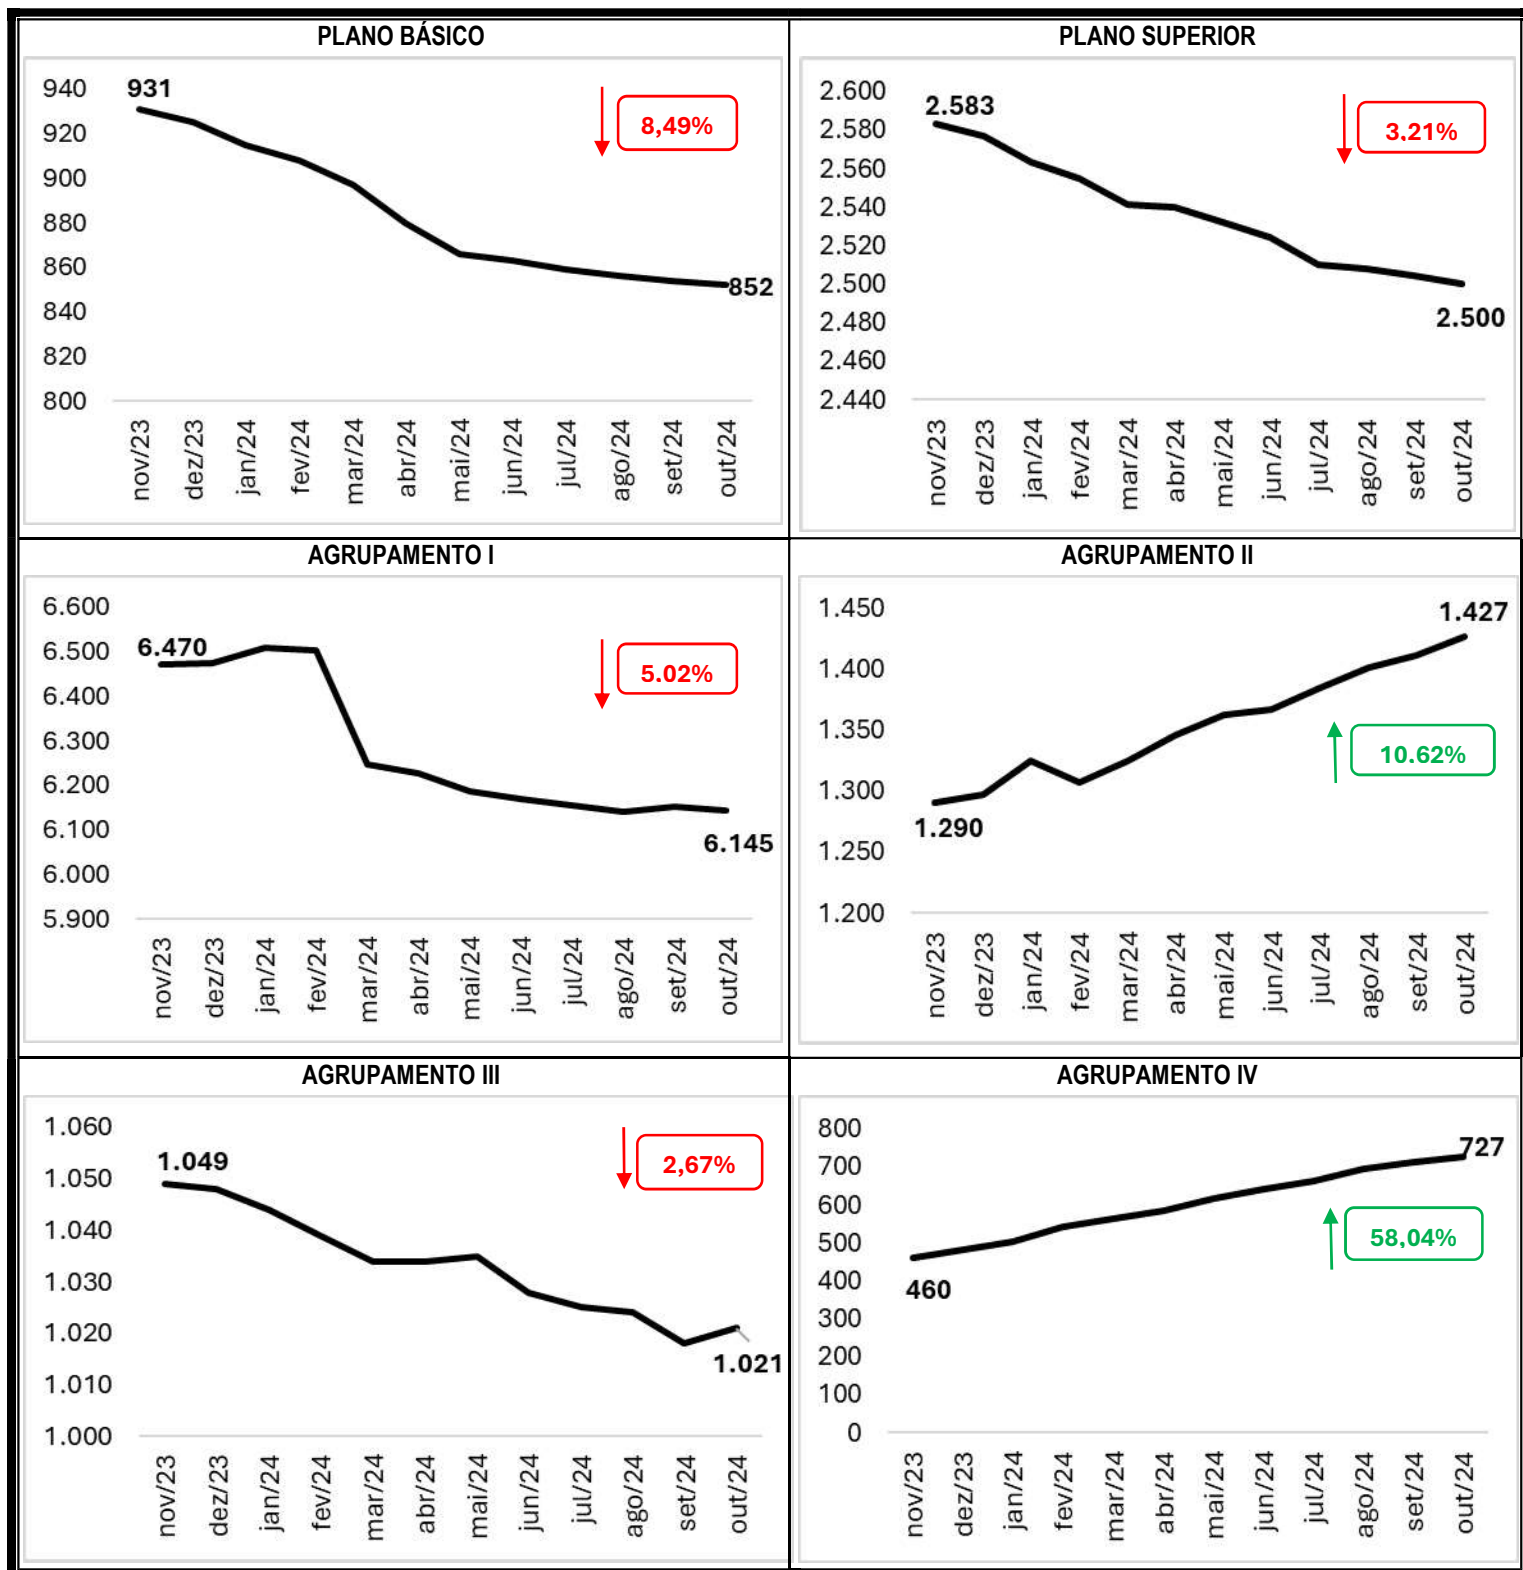 PLANO BÁSICO
940
920
900
880
860
840
820
800
931
852
8,49%
nov/23
dez/23
jan/24
fev/24
mar/24
abr/24
mai/24
jun/24
jul/24
ago/24
set/24
out/24
PLANO SUPERIOR
2.600
2.580
2.560
2.540
2.520
2.500
2.480
2.460
2.440
2.583
2.500
3,21%
nov/23
dez/23
jan/24
fev/24
mar/24
abr/24
mai/24
jun/24
jul/24
ago/24
set/24
out/24
AGRUPAMENTO I
6.600
6.500
6.400
6.300
6.200
6.100
6.000
5.900
6.470
6.145
5,02%
nov/23
dez/23
jan/24
fev/24
mar/24
abr/24
mai/24
jun/24
jul/24
ago/24
set/24
out/24
AGRUPAMENTO II
1.450
1.400
1.350
1.300
1.250
1.200
1.290
1.427
10.62%
nov/23
dez/23
jan/24
fev/24
mar/24
abr/24
mai/24
jun/24
jul/24
ago/24
set/24
out/24
AGRUPAMENTO III
1.060
1.050
1.040
1.030
1.020
1.010
1.000
1.049
1.021
2,67%
nov/23
dez/23
jan/24
fev/24
mar/24
abr/24
mai/24
jun/24
jul/24
ago/24
set/24
out/24
AGRUPAMENTO IV
800
700
600
500
400
300
200
100
0
460
727
58,04%
nov/23
dez/23
jan/24
fev/24
mar/24
abr/24
mai/24
jun/24
jul/24
ago/24
set/24
out/24